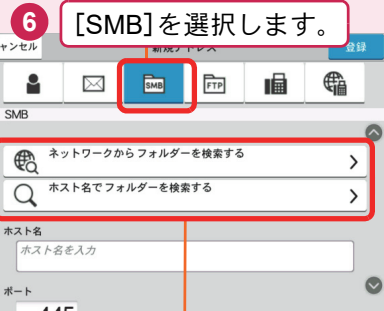 6 [SMB]を選択します。
ャンセル 新規アドレス 登録
SMB FTP
SMB
ネットワークからフォルダーを検索する
ホスト名でフォルダーを検索する
ホスト名
ホスト名を入力
ポート
445